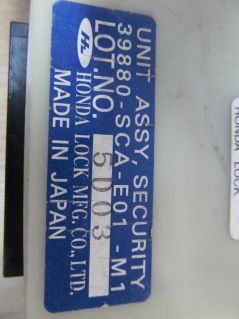 UNIT ASSY, SECURITY
39880-SCA-E01 -M1
LOT.NO. 5D03
HL HONDA LOCK MFG. CO., LTD.
MADE IN JAPAN
HONDA LOCK